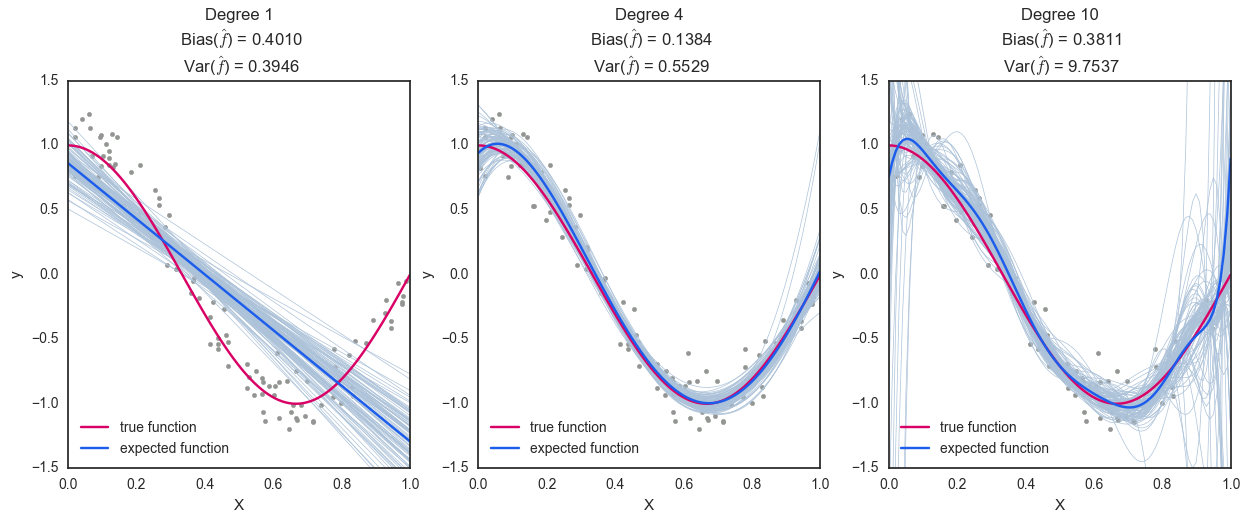 Degree 1
Bias(f̂) = 0.4010
Var(f̂) = 0.3946
1.5
1.0
0.5
0.0
−0.5
−1.0
−1.5
y
true function
expected function
0.0 0.2 0.4 0.6 0.8 1.0
X
Degree 4
Bias(f̂) = 0.1384
Var(f̂) = 0.5529
1.5
1.0
0.5
0.0
−0.5
−1.0
−1.5
y
true function
expected function
0.0 0.2 0.4 0.6 0.8 1.0
X
Degree 10
Bias(f̂) = 0.3811
Var(f̂) = 9.7537
1.5
1.0
0.5
0.0
−0.5
−1.0
−1.5
y
true function
expected function
0.0 0.2 0.4 0.6 0.8 1.0
X